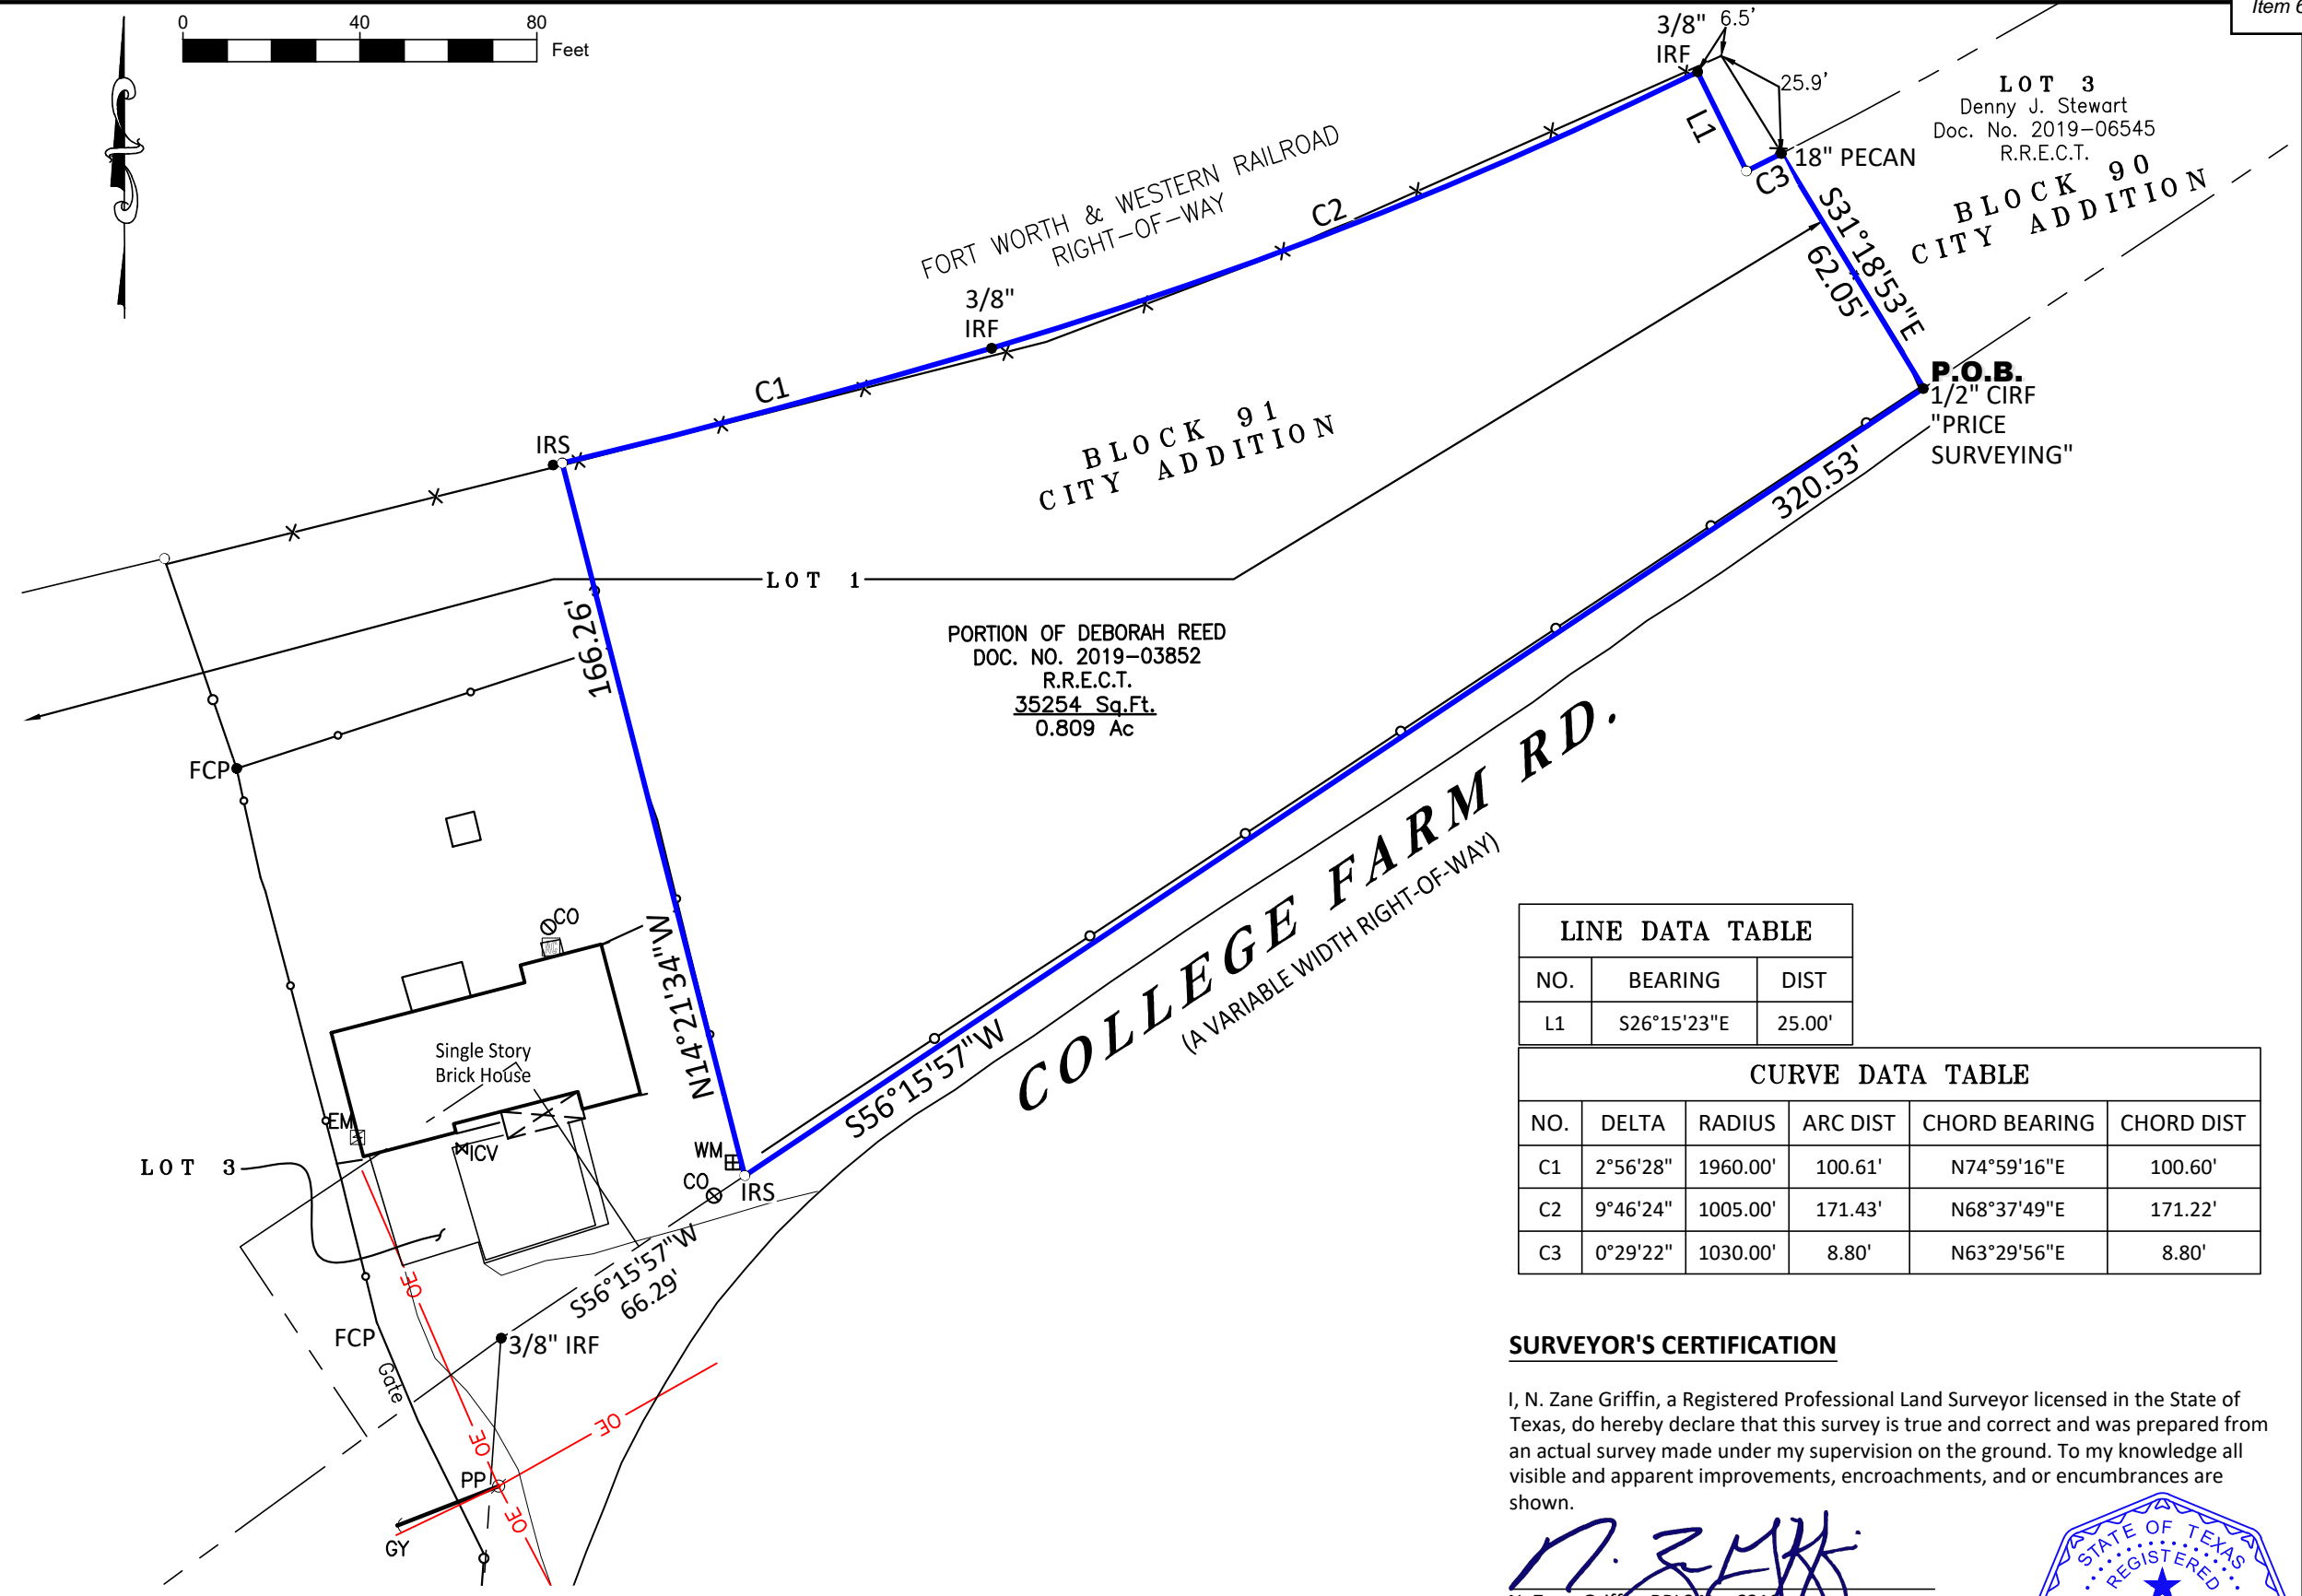 Item 6
0 40 80
Feet
3/8"
IRF
6.5'
25.9'
L1
C3
18" PECAN
LOT 3
Denny J. Stewart
Doc. No. 2019-06545
R.R.E.C.T.
BLOCK 90
CITY ADDITION
FORT WORTH & WESTERN RAILROAD
RIGHT-OF-WAY
C2
S31°18'53"E
62.05'
3/8"
IRF
C1
P.O.B.
1/2" CIRF
"PRICE
SURVEYING"
IRS
BLOCK 91
CITY ADDITION
320.53'
LOT 1
166.26'
PORTION OF DEBORAH REED
DOC. NO. 2019-03852
R.R.E.C.T.
35254 Sq.Ft.
0.809 Ac
FCP
COLLEGE FARM RD.
(A VARIABLE WIDTH RIGHT-OF-WAY)
CO
N14°21'34"W
S56°15'57"W
Single Story
Brick House
EM
ICV
WM
CO
IRS
LOT 3
S56°15'57"W
66.29'
OE
FCP
3/8" IRF
Gate
OE
OE
PP
OE
GY
LINE DATA TABLE
NO. BEARING DIST
L1 S26°15'23"E 25.00'
CURVE DATA TABLE
NO. DELTA RADIUS ARC DIST CHORD BEARING CHORD DIST
C1 2°56'28" 1960.00' 100.61' N74°59'16"E 100.60'
C2 9°46'24" 1005.00' 171.43' N68°37'49"E 171.22'
C3 0°29'22" 1030.00' 8.80' N63°29'56"E 8.80'
SURVEYOR'S CERTIFICATION
I, N. Zane Griffin, a Registered Professional Land Surveyor licensed in the State of
Texas, do hereby declare that this survey is true and correct and was prepared from
an actual survey made under my supervision on the ground. To my knowledge all
visible and apparent improvements, encroachments, and or encumbrances are
shown.
STATE OF TEXAS
REGISTERED